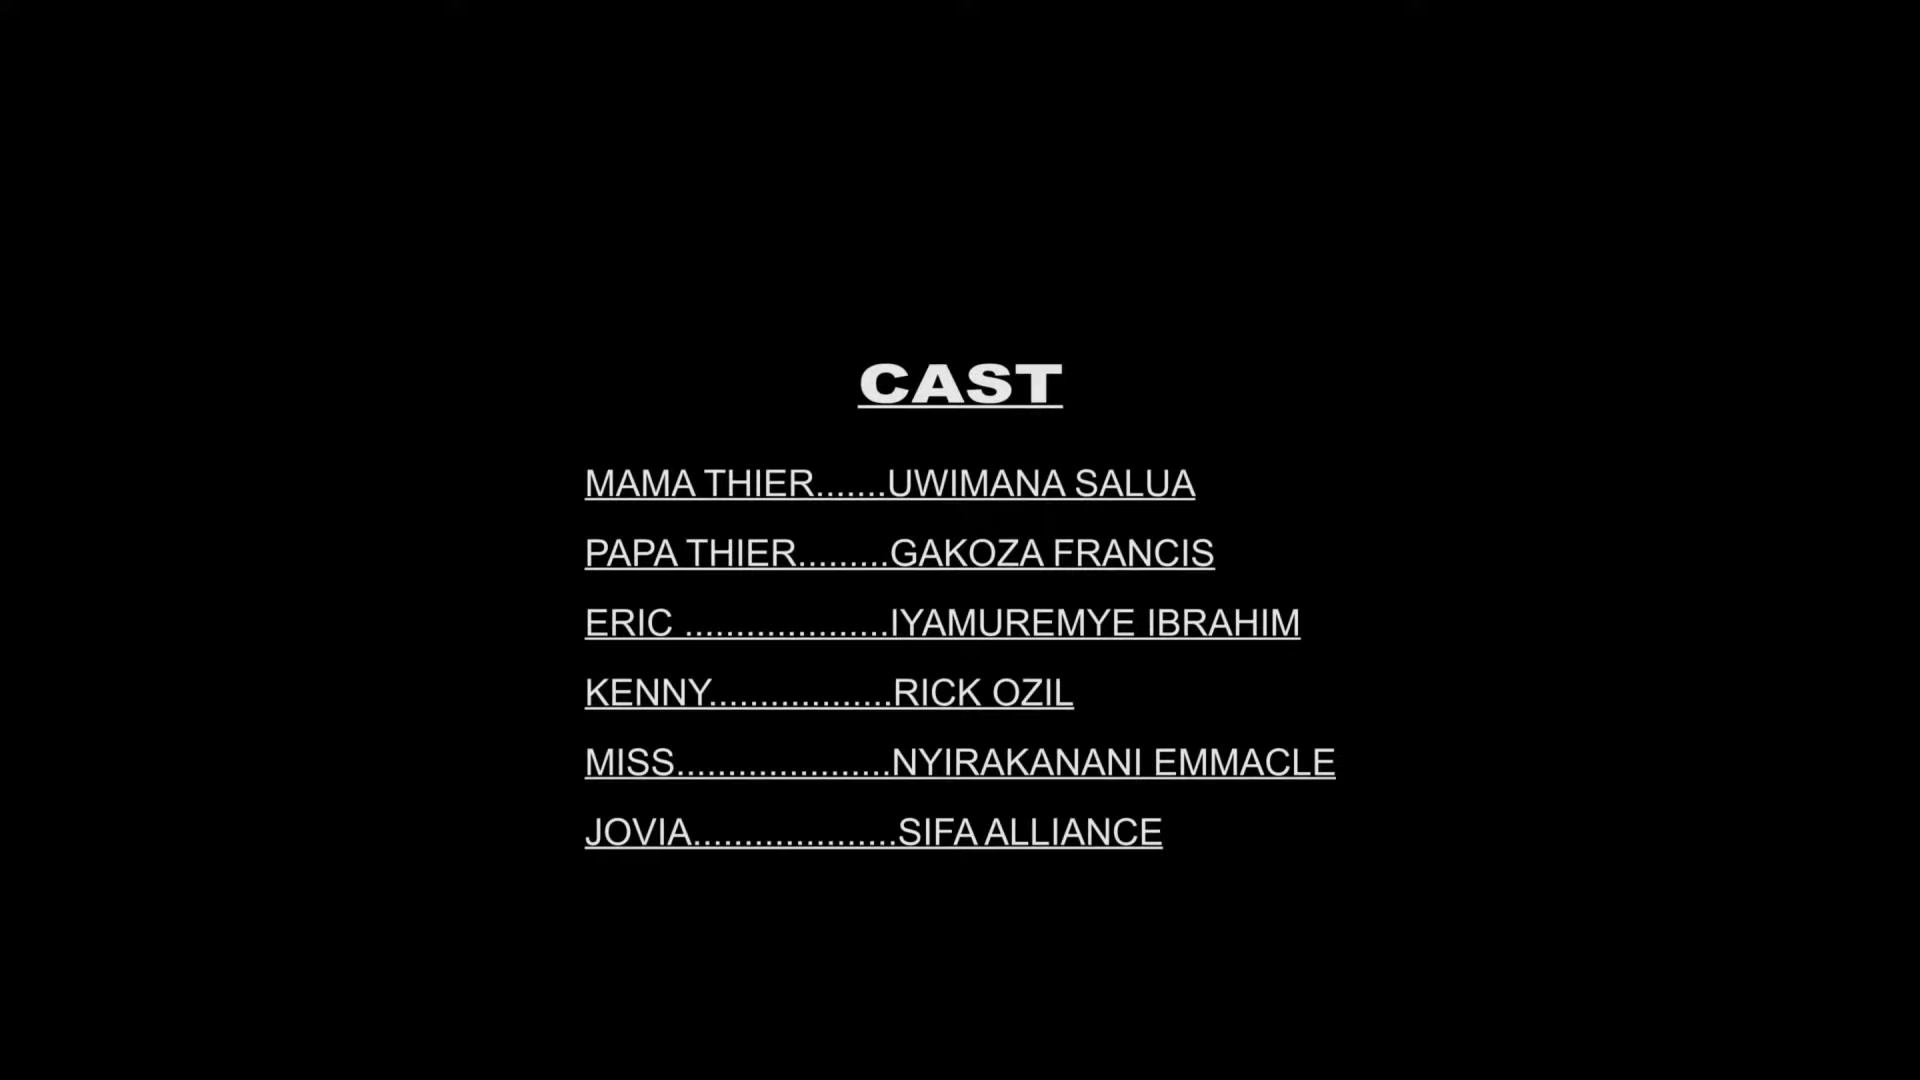 CAST
MAMA THIER.......UWIMANA SALUA
PAPA THIER.........GAKOZA FRANCIS
ERIC ....................IYAMUREMYE IBRAHIM
KENNY..................RICK OZIL
MISS.....................NYIRAKANANI EMMACLE
JOVIA....................SIFA ALLIANCE